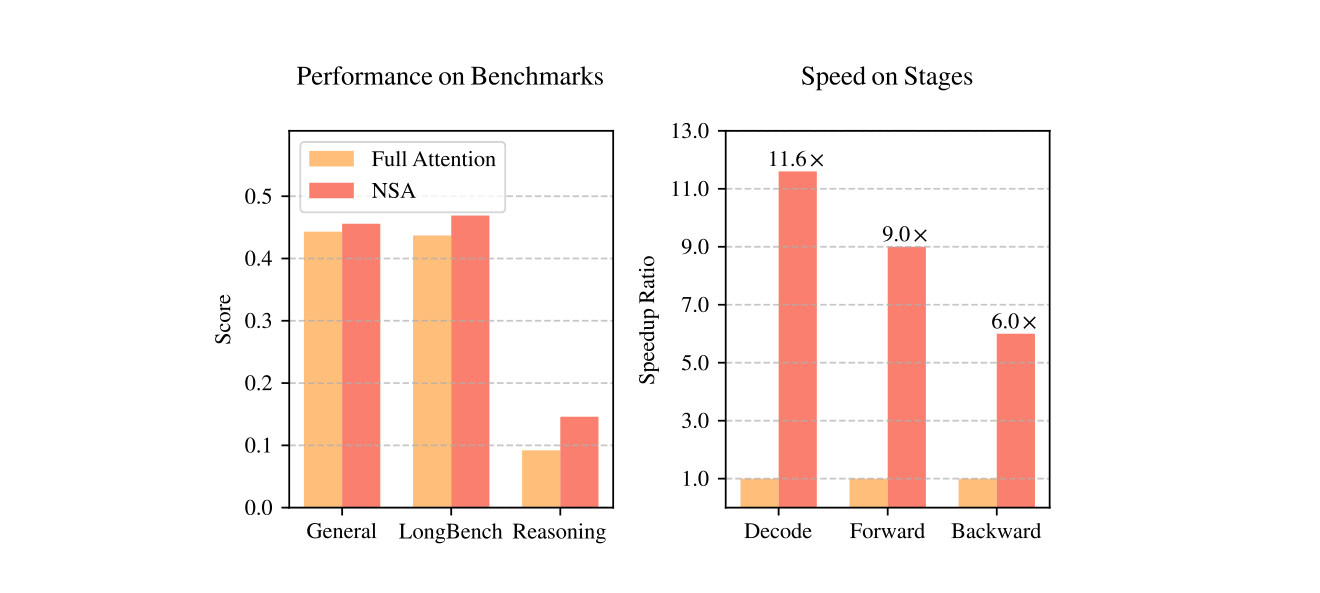 Performance on Benchmarks
Full Attention
NSA
Score
0.5
0.4
0.3
0.2
0.1
0.0
General LongBench Reasoning
Speed on Stages
Speedup Ratio
13.0
11.0
9.0
7.0
5.0
3.0
1.0
11.6×
9.0×
6.0×
Decode Forward Backward